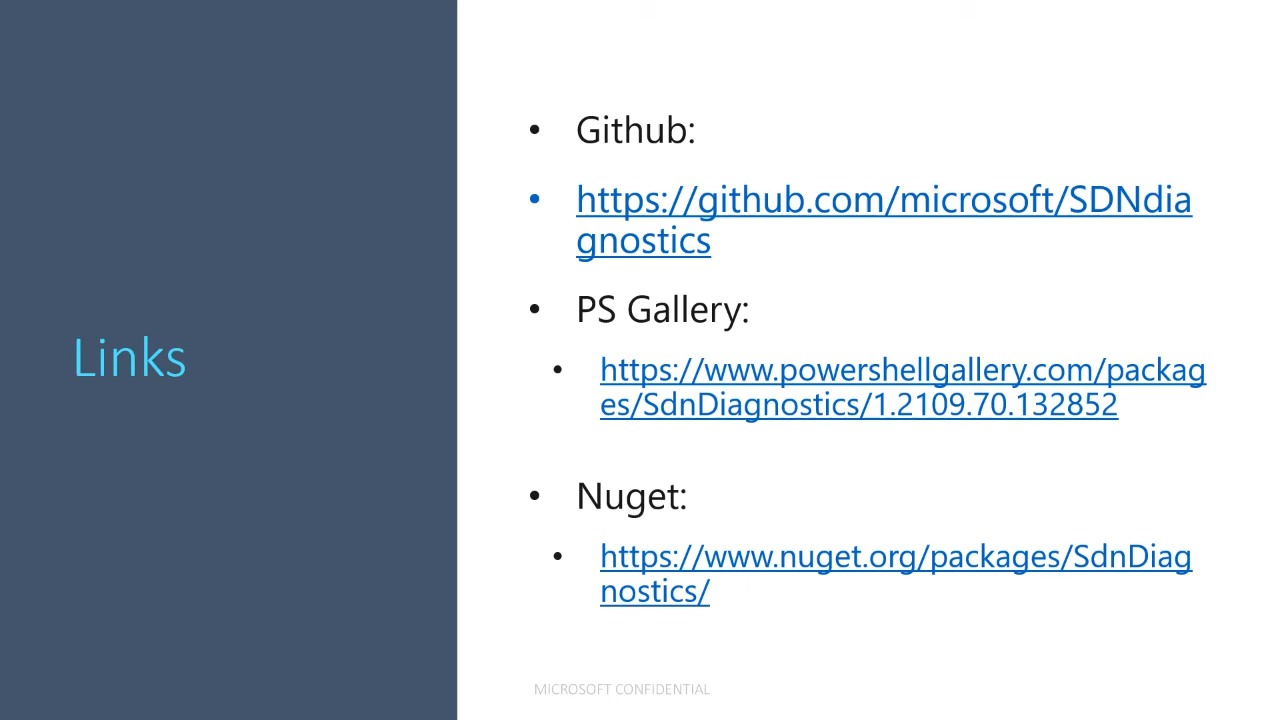 Links
• Github:
• https://github.com/microsoft/SDNdia
gnostics
• PS Gallery:
• https://www.powershellgallery.com/packag
es/SdnDiagnostics/1.2109.70.132852
• Nuget:
• https://www.nuget.org/packages/SdnDiag
nostics/
MICROSOFT CONFIDENTIAL